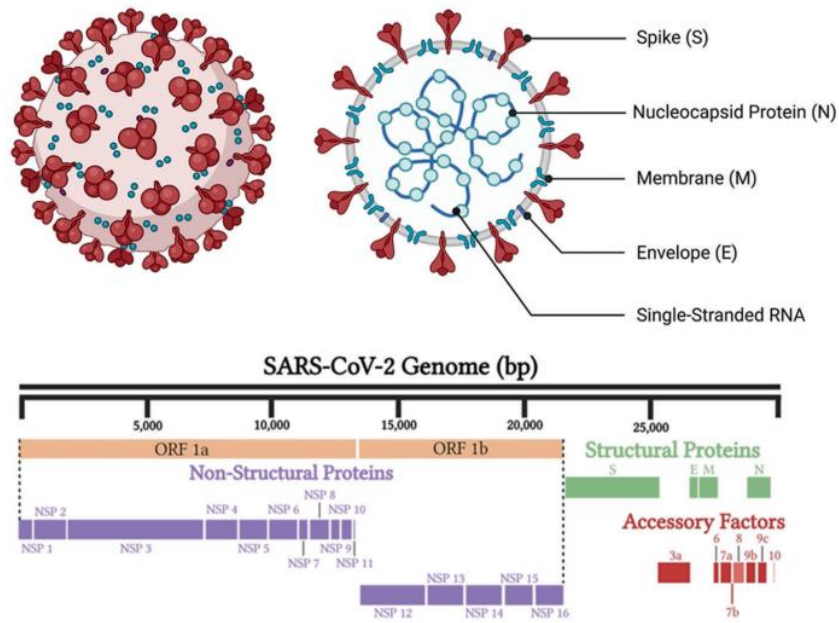 Spike (S)
Nucleocapsid Protein (N)
Membrane (M)
Envelope (E)
Single-Stranded RNA
SARS-CoV-2 Genome (bp)
5,000 10,000 15,000 20,000 25,000
ORF 1a ORF 1b
Structural Proteins
S E M N
Non-Structural Proteins
NSP 8
NSP 2 NSP 4 NSP 6 NSP 10
NSP 1 NSP 3 NSP 5 NSP 9
NSP 7 NSP 11
NSP 13 NSP 15
NSP 12 NSP 14 NSP 16
Accessory Factors
6 8 9c
3a 7a 9b 10
7b